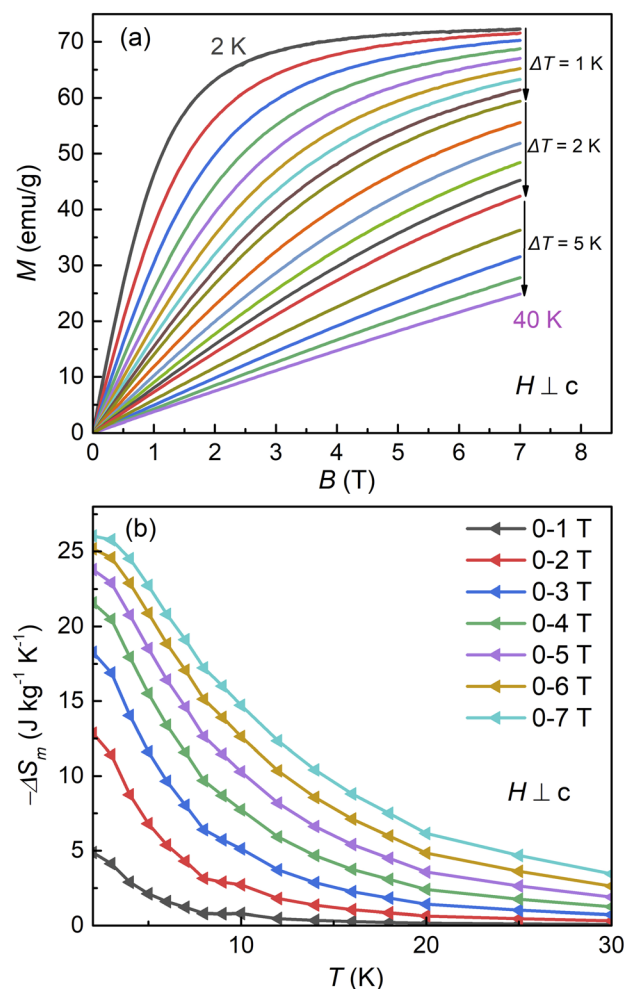 (a)
2 K
ΔT = 1 K
ΔT = 2 K
ΔT = 5 K
40 K
H ⊥ c
M (emu/g)
70
60
50
40
30
20
10
0
0 1 2 3 4 5 6 7 8
B (T)
(b)
0-1 T
0-2 T
0-3 T
0-4 T
0-5 T
0-6 T
0-7 T
H ⊥ c
−ΔSm (J kg⁻¹ K⁻¹)
25
20
15
10
5
0
10 20 30
T (K)